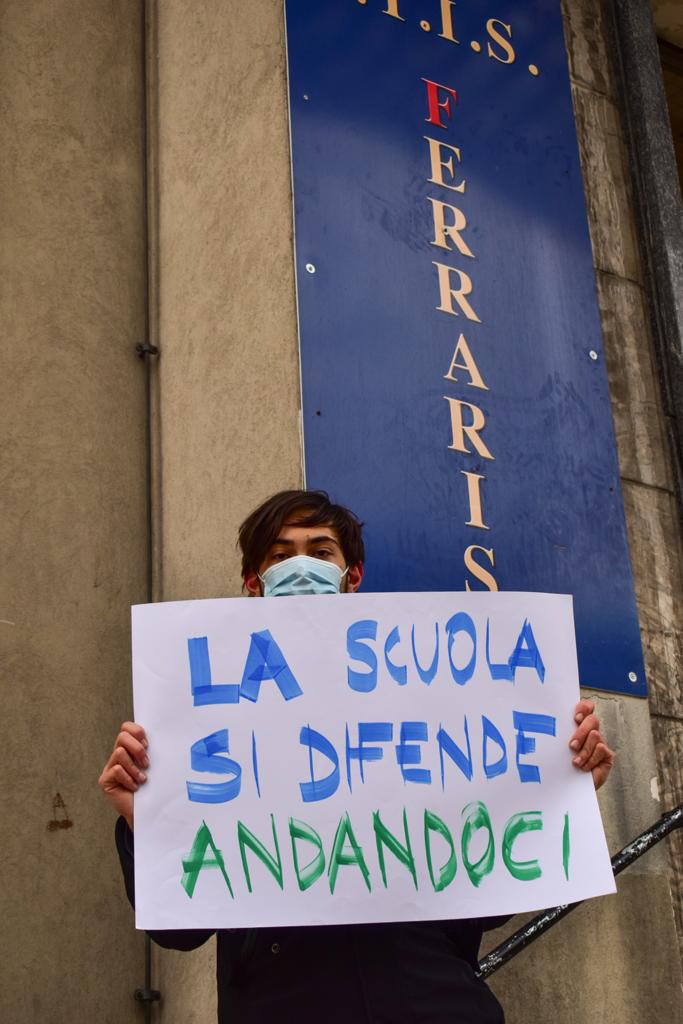 .I.I.S.
FERRARIS
LA SCUOLA
SI DIFENDE
ANDANDOCI